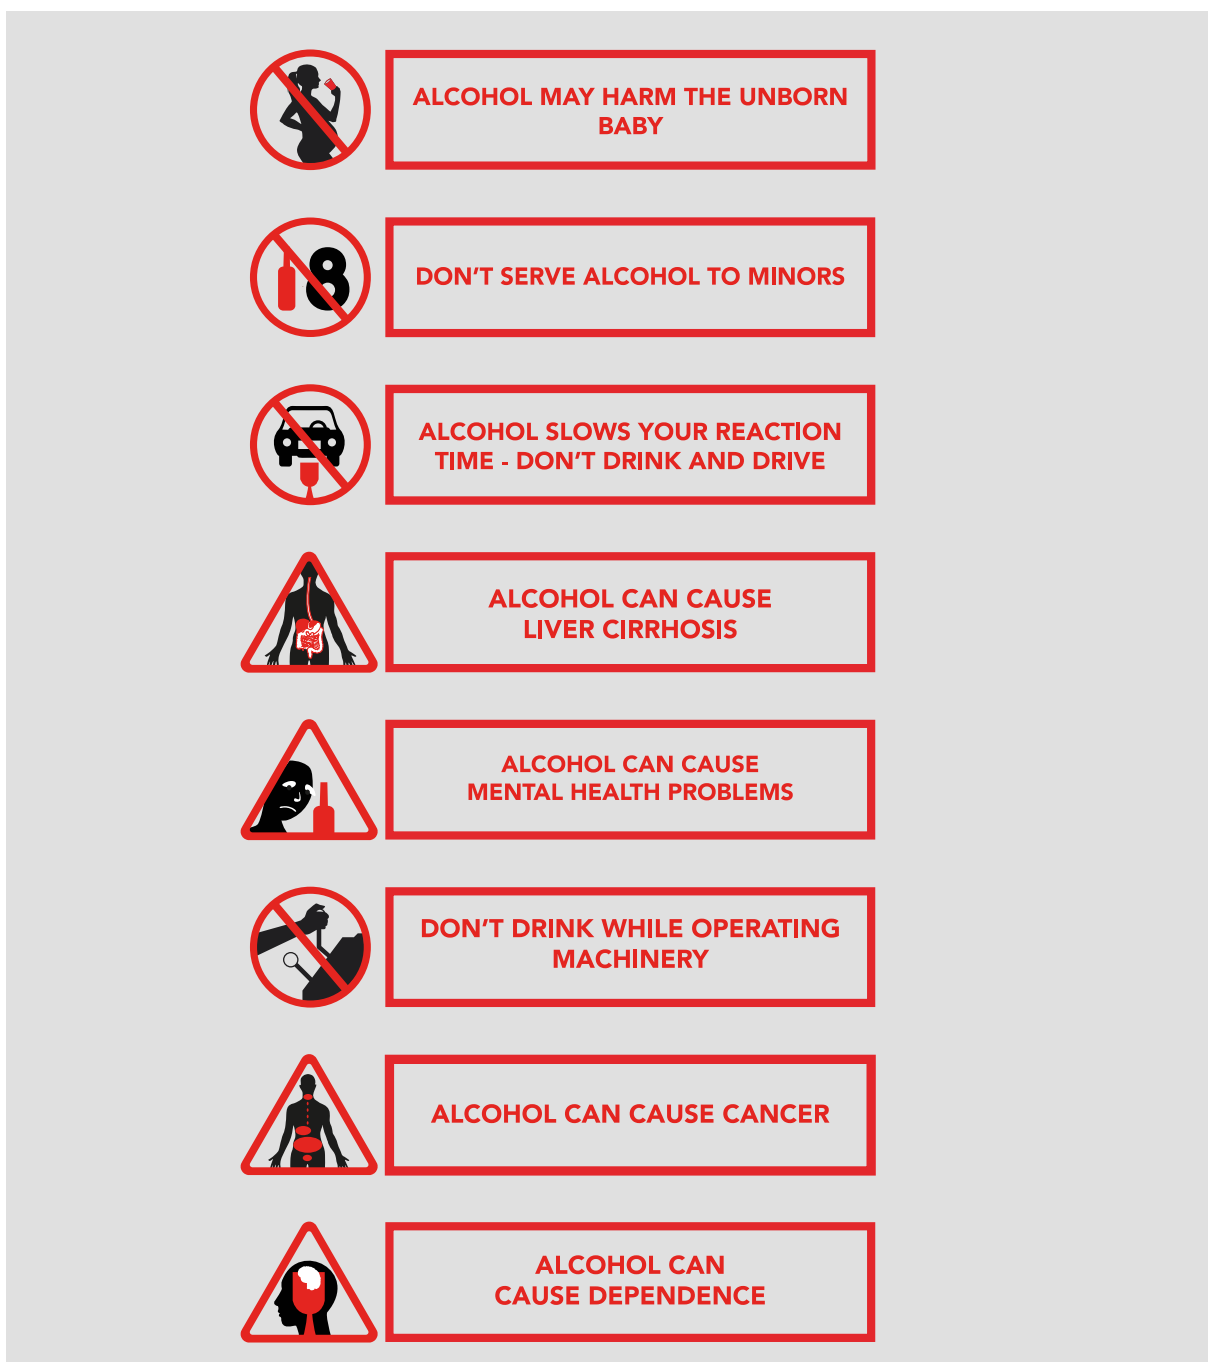 ALCOHOL MAY HARM THE UNBORN
BABY
18
DON'T SERVE ALCOHOL TO MINORS
ALCOHOL SLOWS YOUR REACTION
TIME - DON'T DRINK AND DRIVE
ALCOHOL CAN CAUSE
LIVER CIRRHOSIS
ALCOHOL CAN CAUSE
MENTAL HEALTH PROBLEMS
DON'T DRINK WHILE OPERATING
MACHINERY
ALCOHOL CAN CAUSE CANCER
ALCOHOL CAN
CAUSE DEPENDENCE